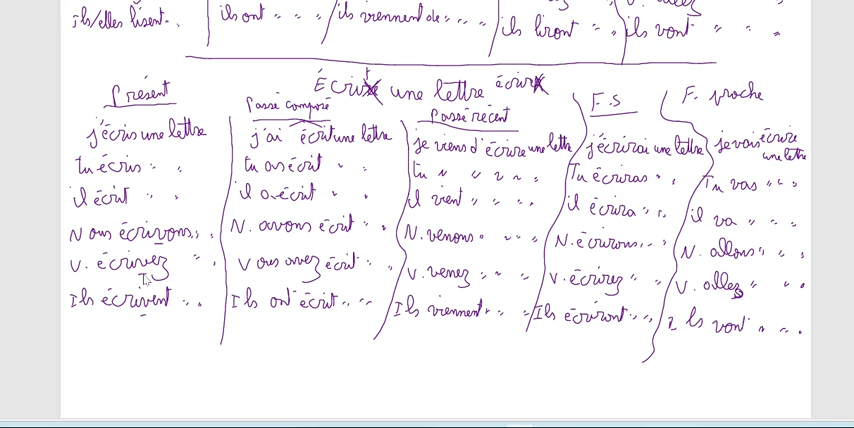 ils/elles lisent.. ils ont " " " ils viennent de " " " ils liront " " ils vont " " "
Écrit une lettre écrir
Présent Passé composé Passé récent F.S F. proche
j'écris une lettre j'ai écrit une lettre je viens d'écrire une lettre j'écrirai une lettre je vais écrire une lettre
tu écris " " tu as écrit " " tu " " " " " Tu écriras " " Tu vas " " "
il écrit " " il a écrit " " il vient " " " " il écrira " " il va " " "
Nous écrivons " " N. avons écrit " " N. venons " " " " N. écrirons " " N. allons " " "
V. écrivez " " Vous avez écrit " " V. venez " " " V. écrirez " " V. allez " " "
Ils écrivent " " Ils ont écrit " " Ils viennent " " " Ils écriront " " Ils vont " " "